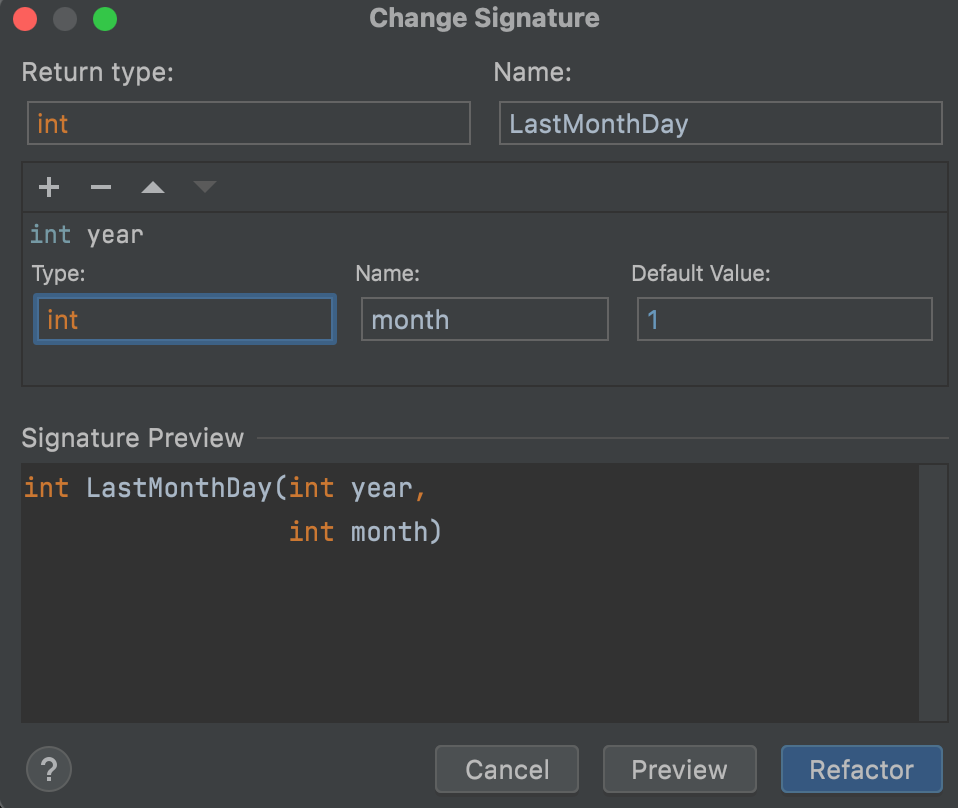 Change Signature
Return type: Name:
int LastMonthDay
int year
Type: Name: Default Value:
int month 1
Signature Preview
int LastMonthDay(int year,
int month)
? Cancel Preview Refactor